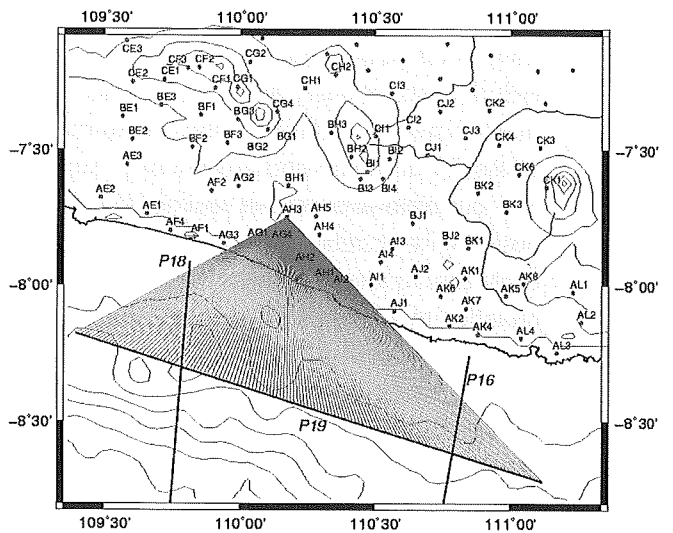 109˚30' 110˚00' 110˚30' 111˚00'
CE3 CG2
CF3 CF2 CH2
CE2 CE1 CF1 CG1 CH1 CI3
BE1 BE3 BF1 BG3 CG4 CJ2 CK2
BE2 BF2 BF3 BG2 BG1 BH3 CI1 CI2 CJ3 CK4 CK3
-7˚30' -7˚30'
AE3 BH2 BI1 BI2 CJ1
AE2 AF2 AG2 BH1 BI3 BI4 BK2 CK6 CK1
AE1 AH3 AH5 BJ1 BK3
AF4 AF1 AG3 AG1 AG4 AH4 AI3 BJ2 BK1
P18 AH2 AI4
-8˚00' -8˚00'
AH1 AI2 AI1 AJ2 AK1 AK8 AL1
AK6 AK5
AJ1 AK7 AL2
AK2 AK4 AL4 AL3
P16
P19
-8˚30' -8˚30'
109˚30' 110˚00' 110˚30' 111˚00'